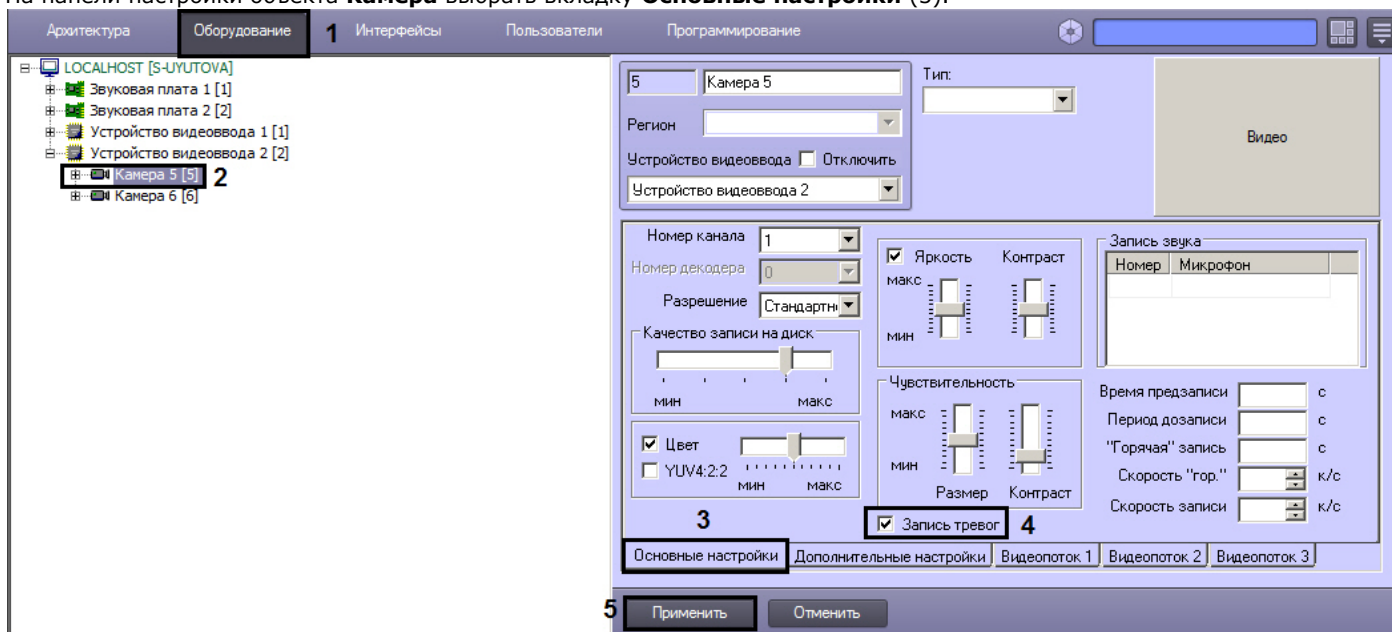 На панели настройки объекта Камера выбрать вкладку Основные настройки (3).
Архитектура Оборудование 1 Интерфейсы Пользователи Программирование
LOCALHOST [S-UYUTOVA]
Звуковая плата 1 [1]
Звуковая плата 2 [2]
Устройство видеоввода 1 [1]
Устройство видеоввода 2 [2]
Камера 5 [5] 2
Камера 6 [6]
5 Камера 5
Тип:
Регион
Устройство видеоввода Отключить
Устройство видеоввода 2
Видео
Номер канала 1
Номер декодера 0
Разрешение Стандартн
Качество записи на диск
мин макс
Цвет
YUV4:2:2
мин макс
3
Яркость Контраст
макс
мин
Чувствительность
макс
мин
Размер Контраст
Запись тревог 4
Запись звука
Номер Микрофон
Время предзаписи с
Период дозаписи с
"Горячая" запись с
Скорость "гор." к/с
Скорость записи к/с
Основные настройки Дополнительные настройки Видеопоток 1 Видеопоток 2 Видеопоток 3
5 Применить Отменить